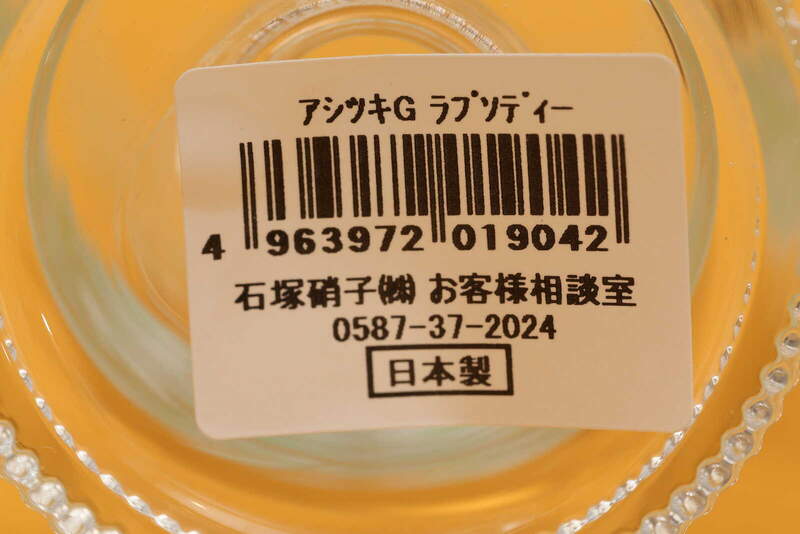 アシツキG ﾗﾌﾟｿﾃﾞｨｰ
4 963972 019042
石塚硝子㈱ お客様相談室
0587-37-2024
日本製